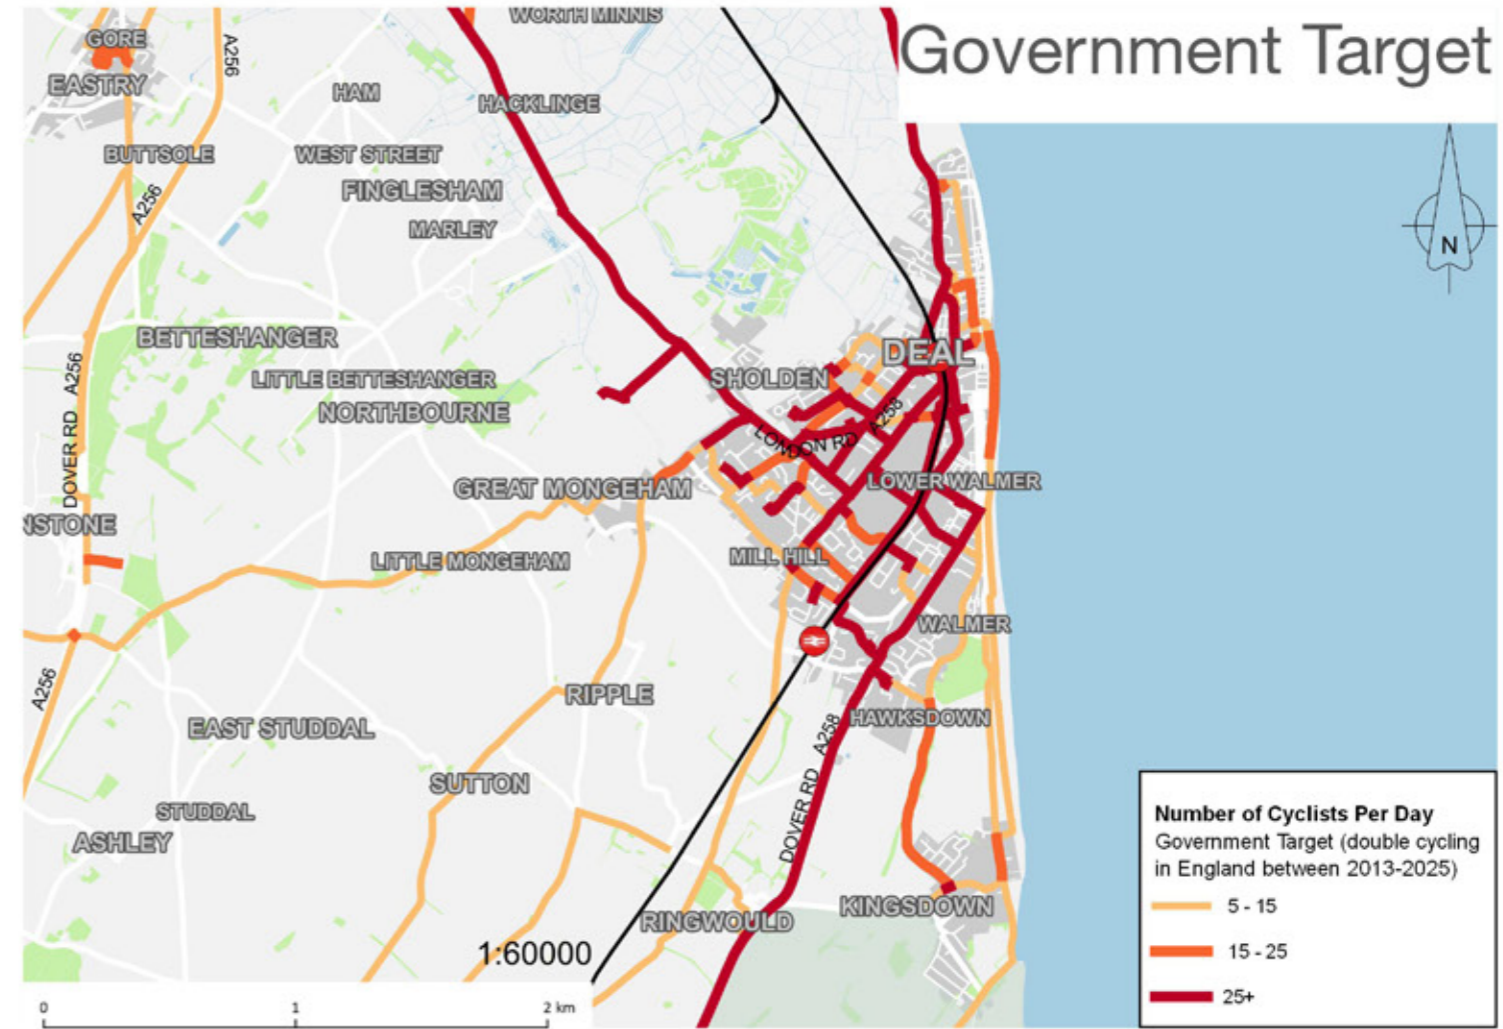 WORTH MINNIS
Government Target
GORE
A256
EASTRY
HAM
HACKLINGE
BUTTSOLE
WEST STREET
FINGLESHAM
A256
MARLEY
N
BETTESHANGER
DEAL
A256
LITTLE BETTESHANGER
SHOLDEN
NORTHBOURNE
A258
DOVER RD
LONDON RD
GREAT MONGEHAM
LOWER WALMER
NSTONE
LITTLE MONGEHAM
MILL HILL
WALMER
A256
RIPPLE
HAWKSDOWN
EAST STUDDAL
A258
SUTTON
DOVER RD
STUDDAL
ASHLEY
Number of Cyclists Per Day
Government Target (double cycling
in England between 2013-2025)
5 - 15
15 - 25
25+
KINGSDOWN
RINGWOULD
1:60000
0 1 2 km